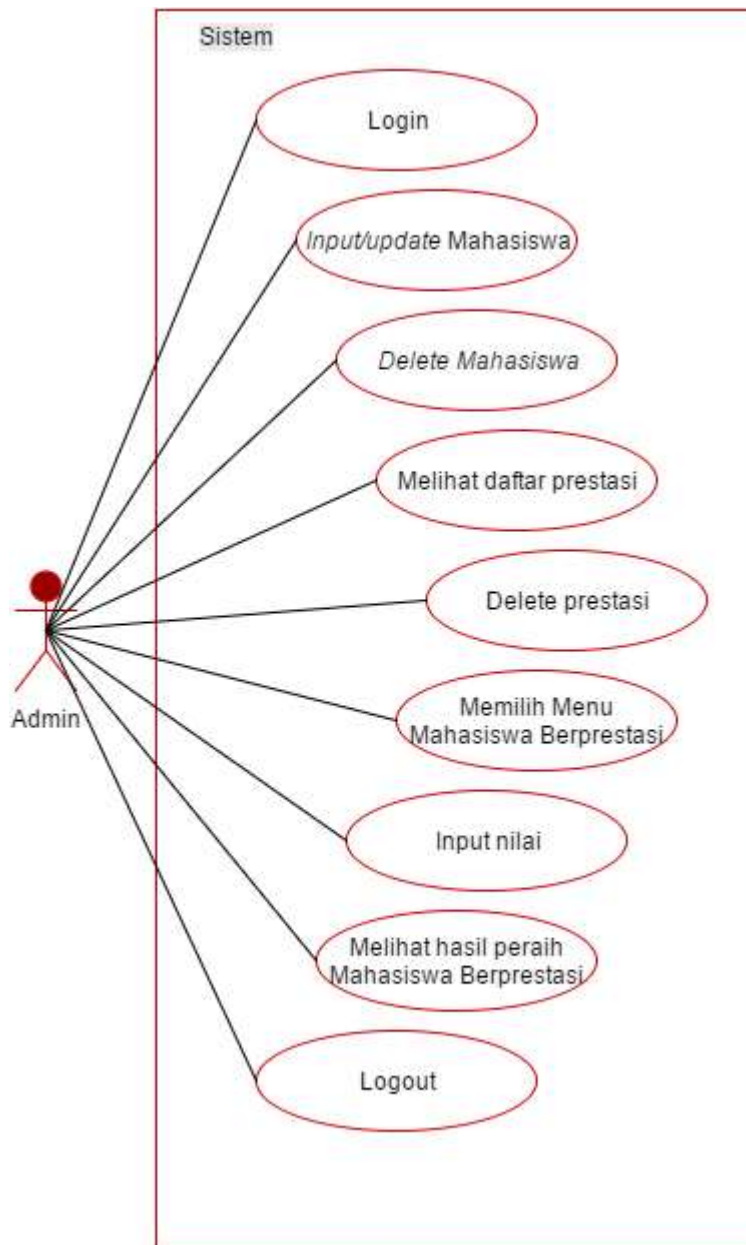 Sistem
Login
Input/update Mahasiswa
Delete Mahasiswa
Melihat daftar prestasi
Delete prestasi
Memilih Menu
Mahasiswa Berprestasi
Admin
Input nilai
Melihat hasil peraih
Mahasiswa Berprestasi
Logout